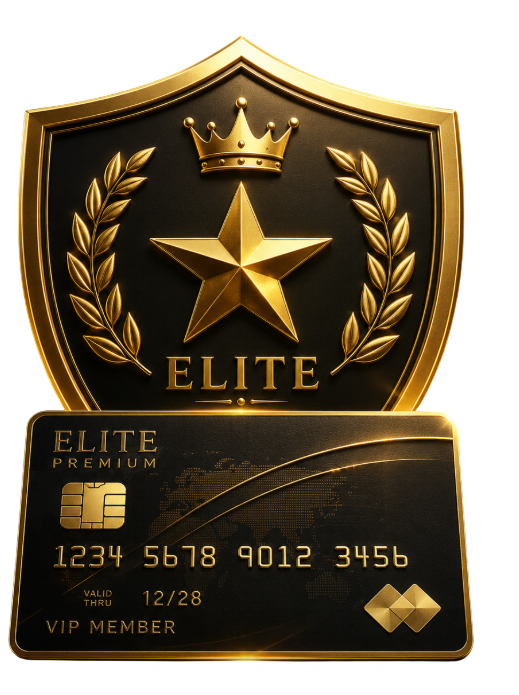 ELITE
ELITE
PREMIUM
1234 5678 9012 3456
VALID
THRU
12/28
VIP MEMBER